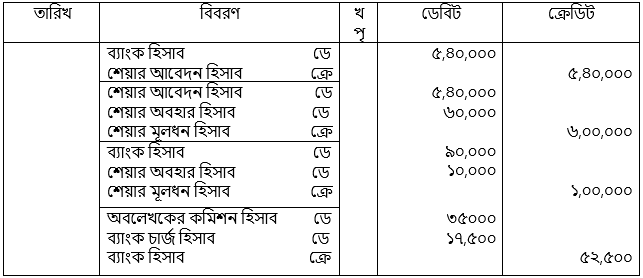 তারিখ বিবরণ খ পৃ ডেবিট ক্রেডিট
ব্যাংক হিসাব ডে ৫,৪০,০০০
শেয়ার আবেদন হিসাব ক্রে ৫,৪০,০০০
শেয়ার আবেদন হিসাব ডে ৫,৪০,০০০
শেয়ার অবহার হিসাব ডে ৬০,০০০
শেয়ার মূলধন হিসাব ক্রে ৬,০০,০০০
ব্যাংক হিসাব ডে ৯০,০০০
শেয়ার অবহার হিসাব ডে ১০,০০০
শেয়ার মূলধন হিসাব ক্রে ১,০০,০০০
অবলেখকের কমিশন হিসাব ডে ৩৫০০০
ব্যাংক চার্জ হিসাব ডে ১৭,৫০০
ব্যাংক হিসাব ক্রে ৫২,৫০০